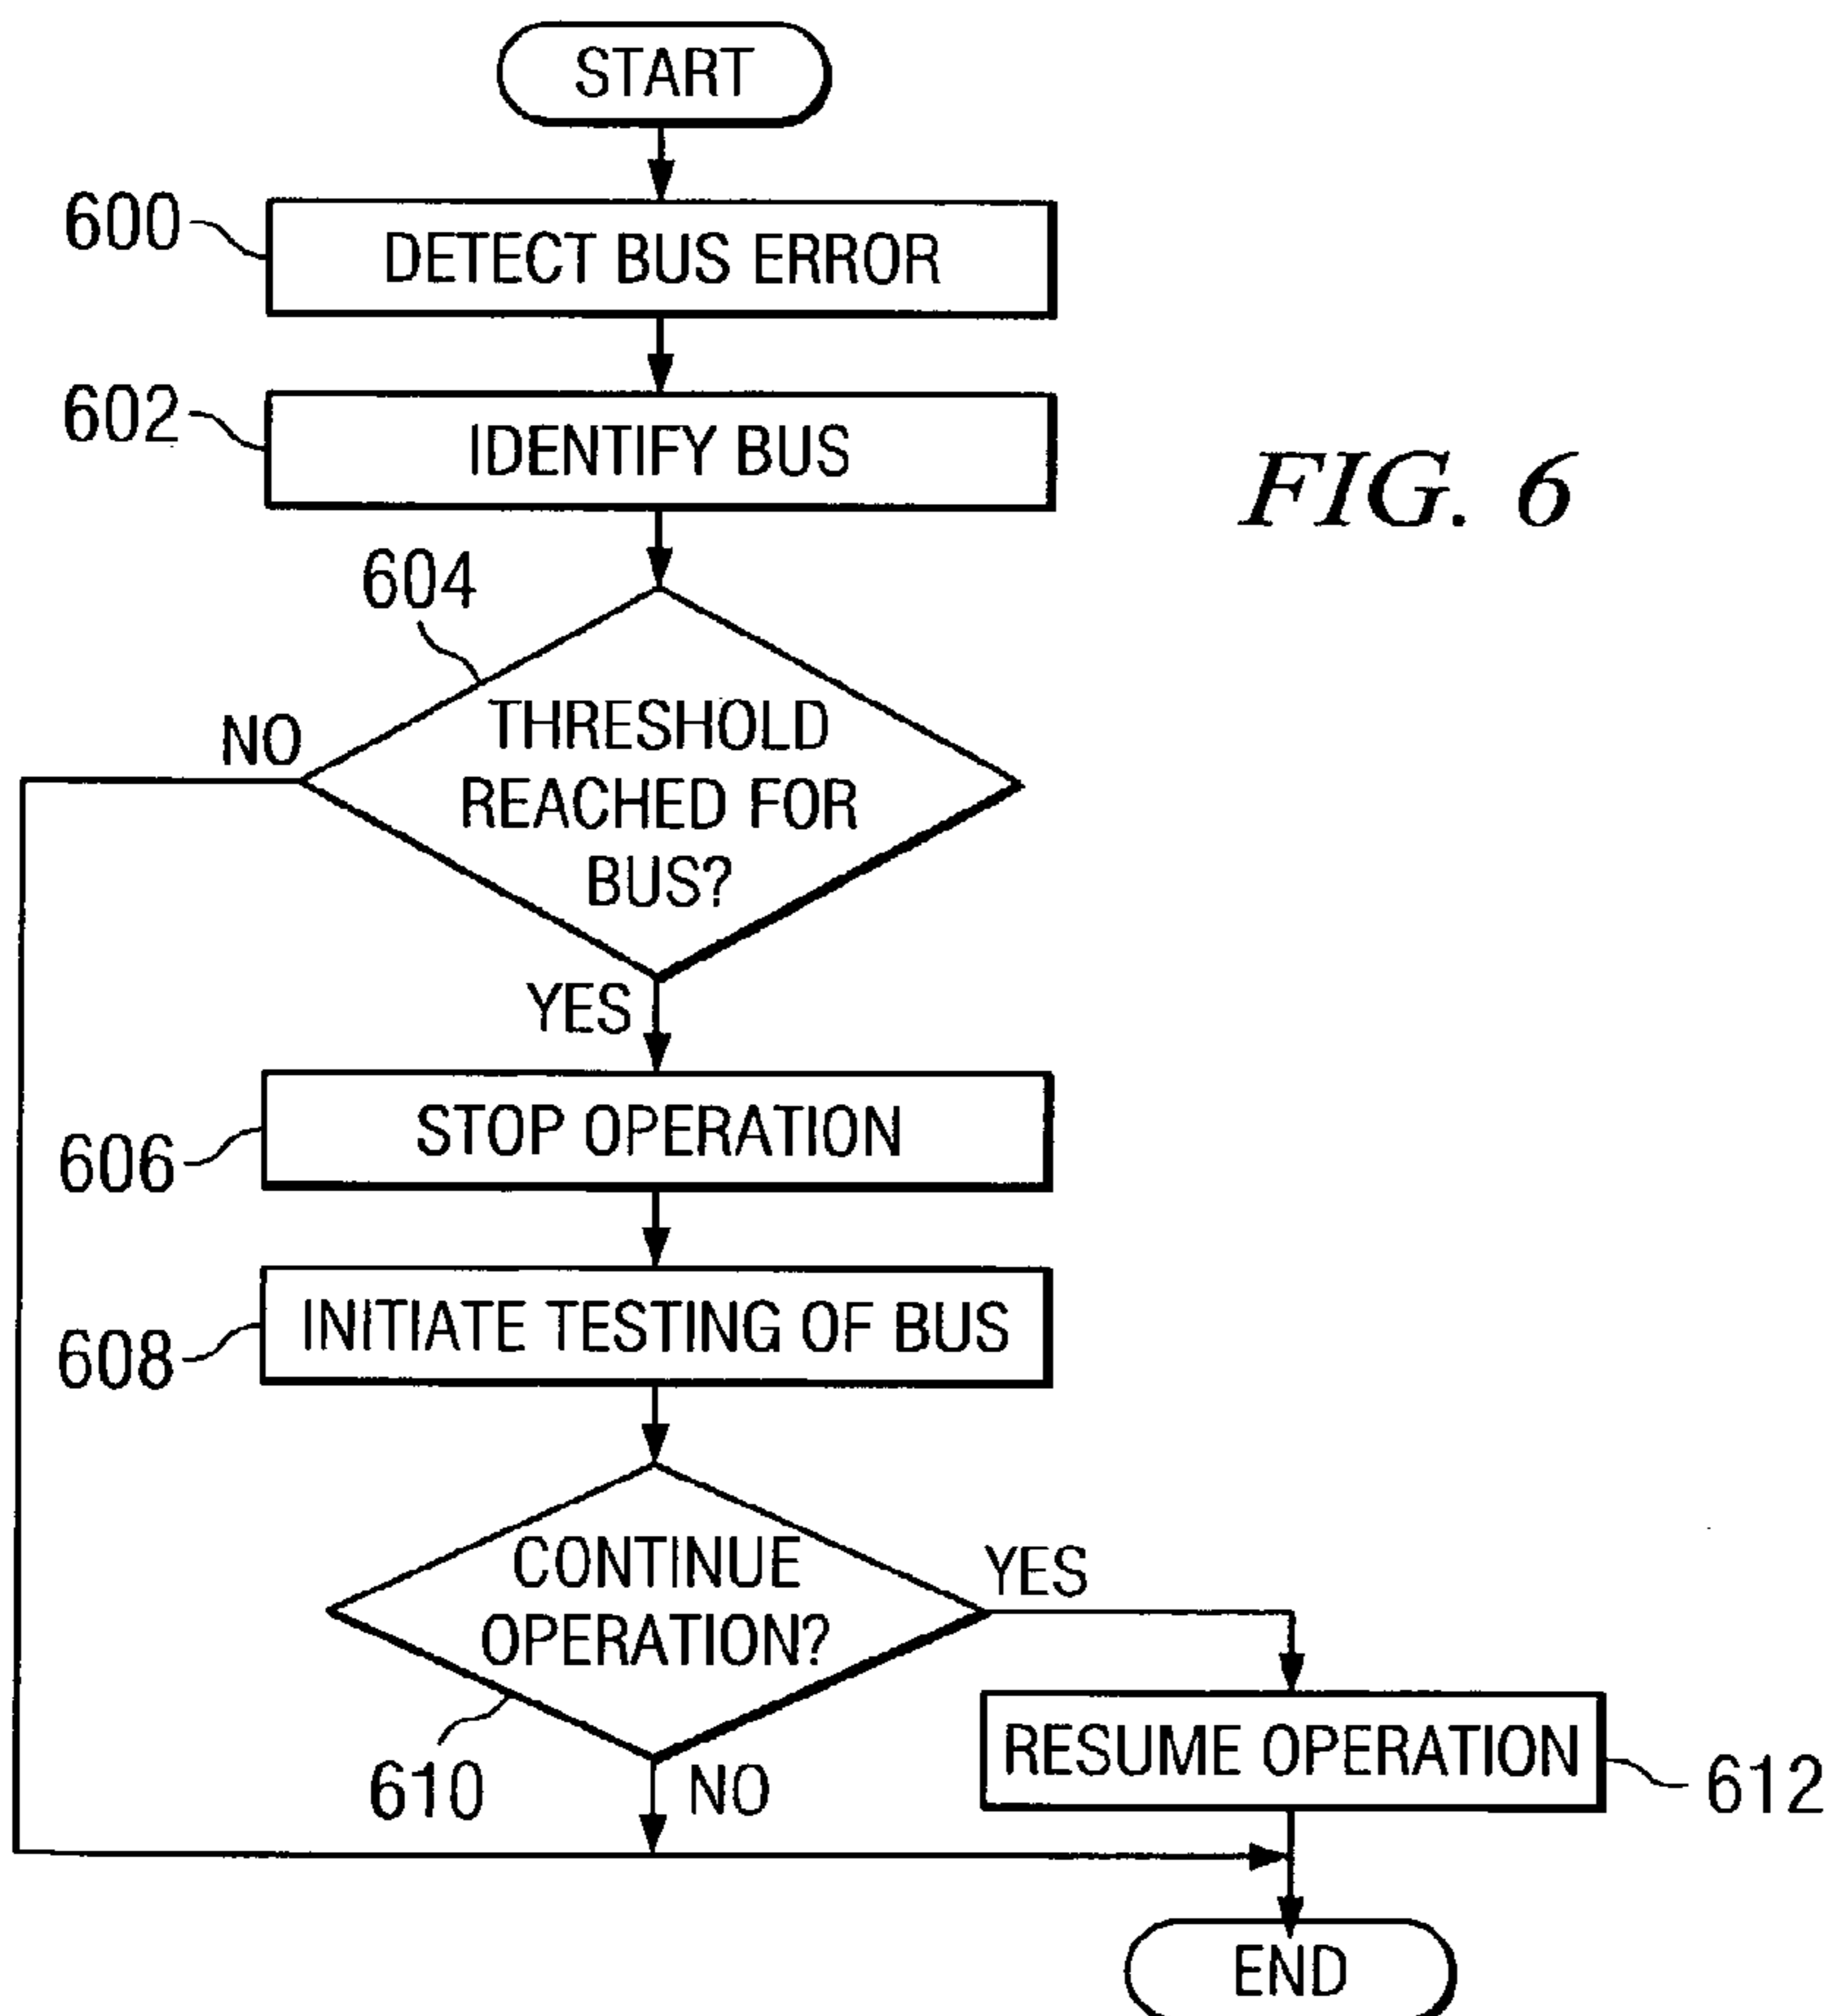 START
600
DETECT BUS ERROR
602
IDENTIFY BUS
FIG. 6
604
NO
THRESHOLD
REACHED FOR
BUS?
YES
606
STOP OPERATION
608
INITIATE TESTING OF BUS
CONTINUE
OPERATION?
YES
610
NO
RESUME OPERATION
612
END